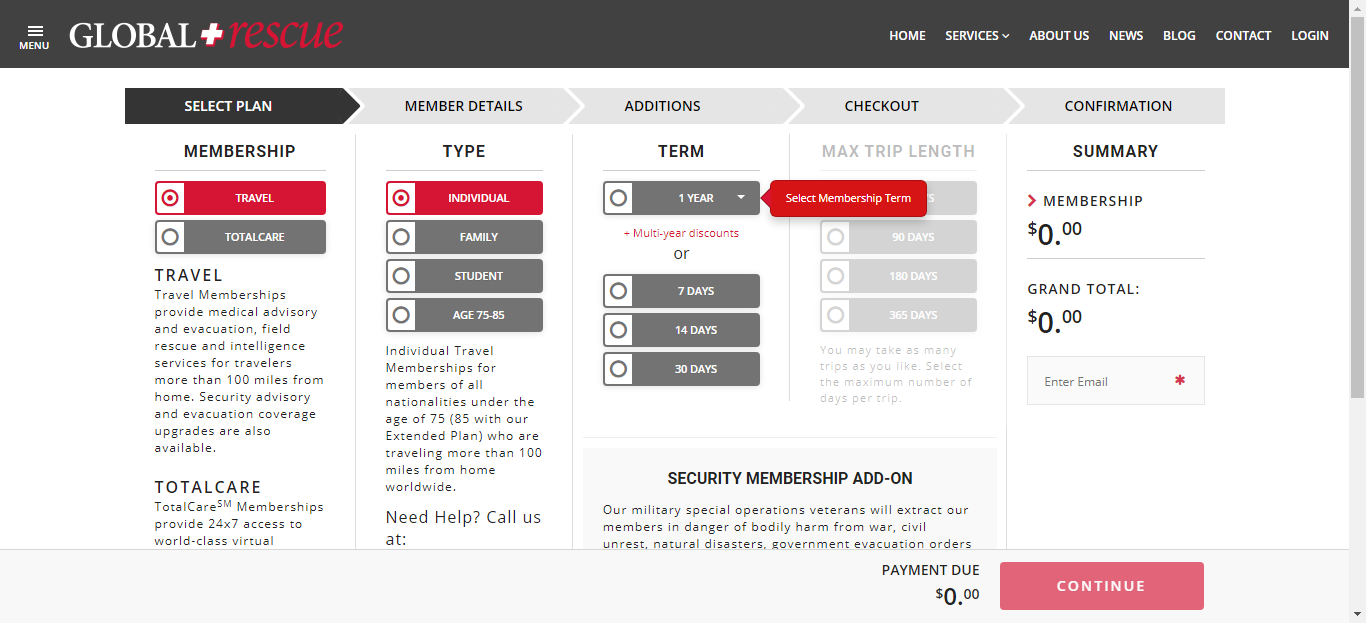 MENU
GLOBAL rescue
HOME
SERVICES
ABOUT US
NEWS
BLOG
CONTACT
LOGIN
SELECT PLAN
MEMBER DETAILS
ADDITIONS
CHECKOUT
CONFIRMATION
MEMBERSHIP
TRAVEL
TOTALCARE
TRAVEL
Travel Memberships
provide medical advisory
and evacuation, field
rescue and intelligence
services for travelers
more than 100 miles from
home. Security advisory
and evacuation coverage
upgrades are also
available.
TOTALCARE
TotalCareSM Memberships
provide 24x7 access to
world-class virtual
TYPE
INDIVIDUAL
FAMILY
STUDENT
AGE 75-85
Individual Travel
Memberships for
members of all
nationalities under the
age of 75 (85 with our
Extended Plan) who are
traveling more than 100
miles from home
worldwide.
Need Help? Call us
at:
TERM
1 YEAR
Select Membership Term
+ Multi-year discounts
or
7 DAYS
14 DAYS
30 DAYS
MAX TRIP LENGTH
90 DAYS
180 DAYS
365 DAYS
You may take as many
trips as you like. Select
the maximum number of
days per trip.
SECURITY MEMBERSHIP ADD-ON
Our military special operations veterans will extract our
members in danger of bodily harm from war, civil
unrest, natural disasters, government evacuation orders
SUMMARY
MEMBERSHIP
$0.00
GRAND TOTAL:
$0.00
Enter Email *
PAYMENT DUE
$0.00
CONTINUE